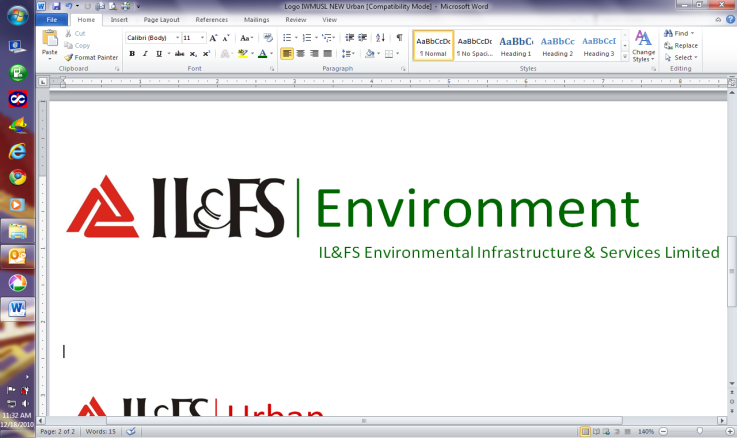 Logo IWMUSL NEW Urban [Compatibility Mode] - Microsoft Word
File Home Insert Page Layout References Mailings Review View
Paste Cut Copy Format Painter Clipboard
Calibri (Body) 11 Font
Paragraph
AaBbCcDc AaBbCcDc AaBbC AaBbCc AaBbCcI
¶ Normal ¶ No Spaci... Heading 1 Heading 2 Heading 3 Change Styles Styles
Find Replace Select Editing
IL&FS Environment
IL&FS Environmental Infrastructure & Services Limited
IL&FS Urban
11:32 AM
12/18/2010
Page: 2 of 2 Words: 15 140%